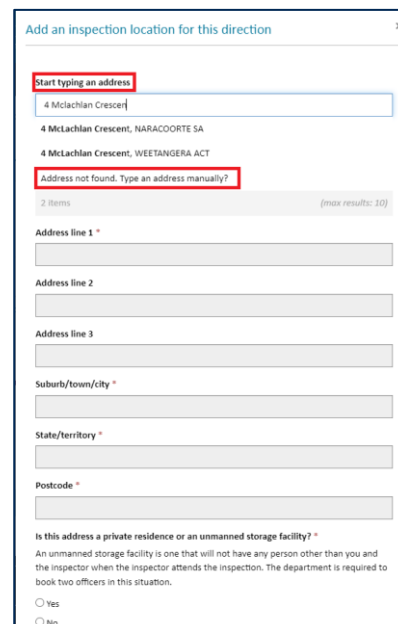 Add an inspection location for this direction
Start typing an address
4 Mclachlan Crescen
4 McLachlan Crescent, NARACOORTE SA
4 McLachlan Crescent, WEETANGERA ACT
Address not found. Type an address manually?
2 items (max results: 10)
Address line 1 *
Address line 2
Address line 3
Suburb/town/city *
State/territory *
Postcode *
Is this address a private residence or an unmanned storage facility? *
An unmanned storage facility is one that will not have any person other than you and
the inspector when the inspector attends the inspection. The department is required to
book two officers in this situation.
Yes
No